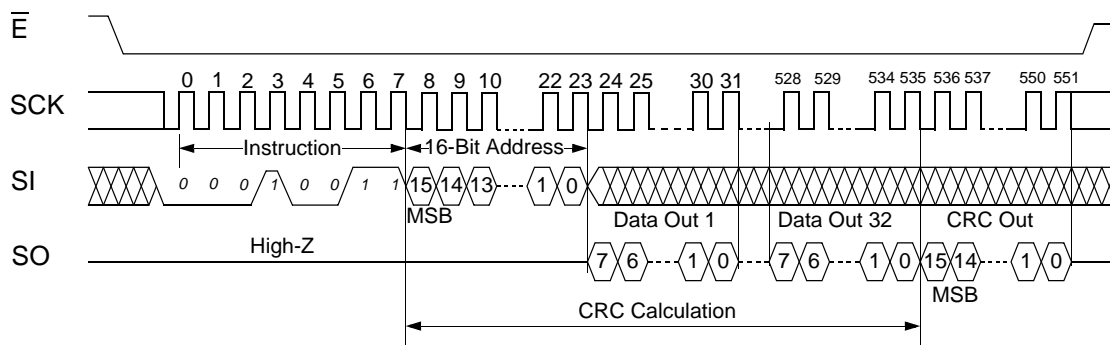 E
0 1 2 3 4 5 6 7 8 9 10 22 23 24 25 30 31 528 529 534 535 536 537 550 551
SCK
Instruction 16-Bit Address
SI 0 0 0 1 0 0 1 1 15 14 13 1 0
MSB Data Out 1 Data Out 32 CRC Out
High-Z
SO 7 6 1 0 7 6 1 0 15 14 1 0
MSB
CRC Calculation